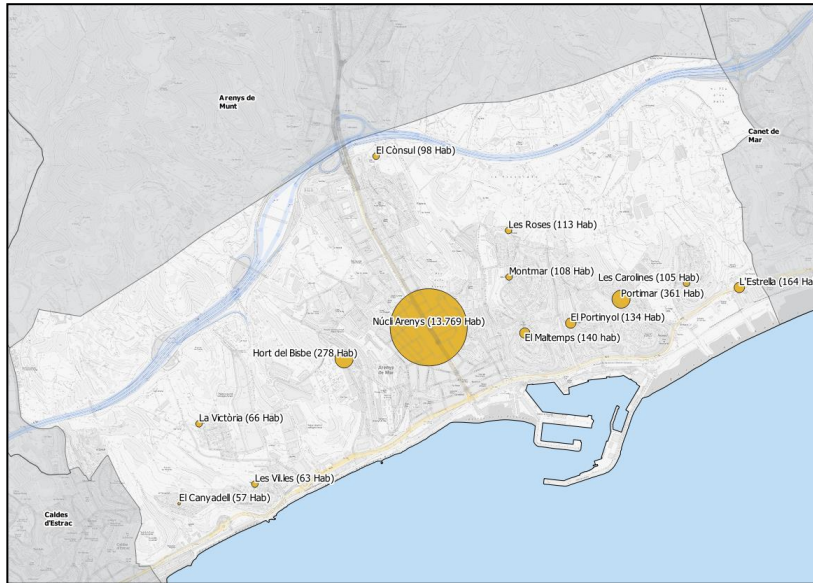 Arenys de
Munt
Canet de
Mar
El Cònsul (98 Hab)
Les Roses (113 Hab)
Montmar (108 Hab)
Les Carolines (105 Hab)
L'Estrella (164 Ha
Portimar (361 Hab)
El Portinyol (134 Hab)
Núcli Arenys (13.769 Hab)
El Maltemps (140 hab)
Hort del Bisbe (278 Hab)
Arenys
de Mar
La Victòria (66 Hab)
Les Vil.les (63 Hab)
El Canyadell (57 Hab)
Caldes
d'Estrac